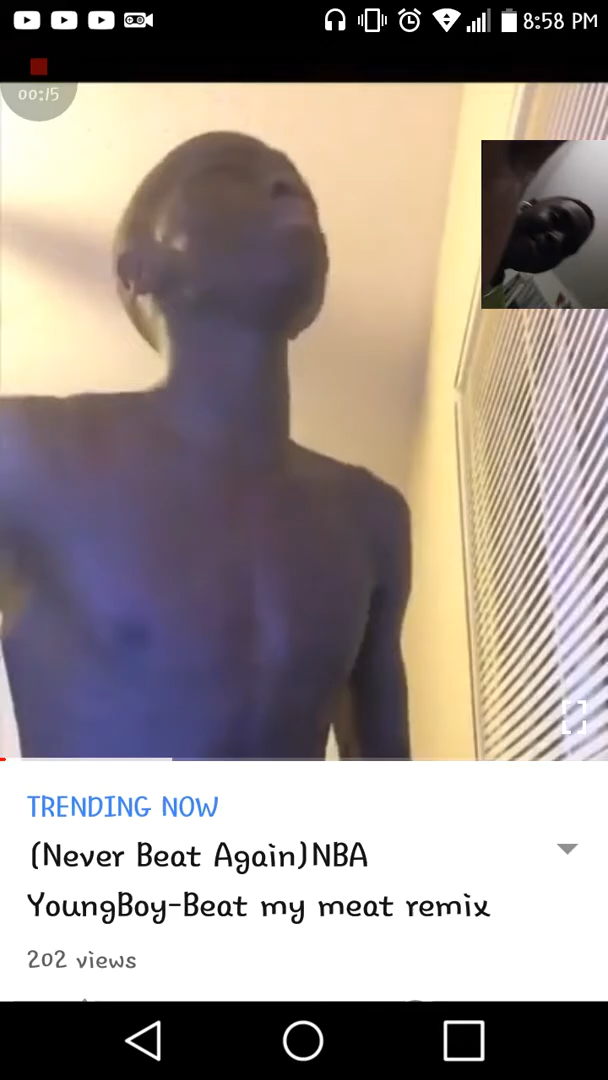 8:58 PM
00:15
TRENDING NOW
(Never Beat Again)NBA
YoungBoy-Beat my meat remix
202 views